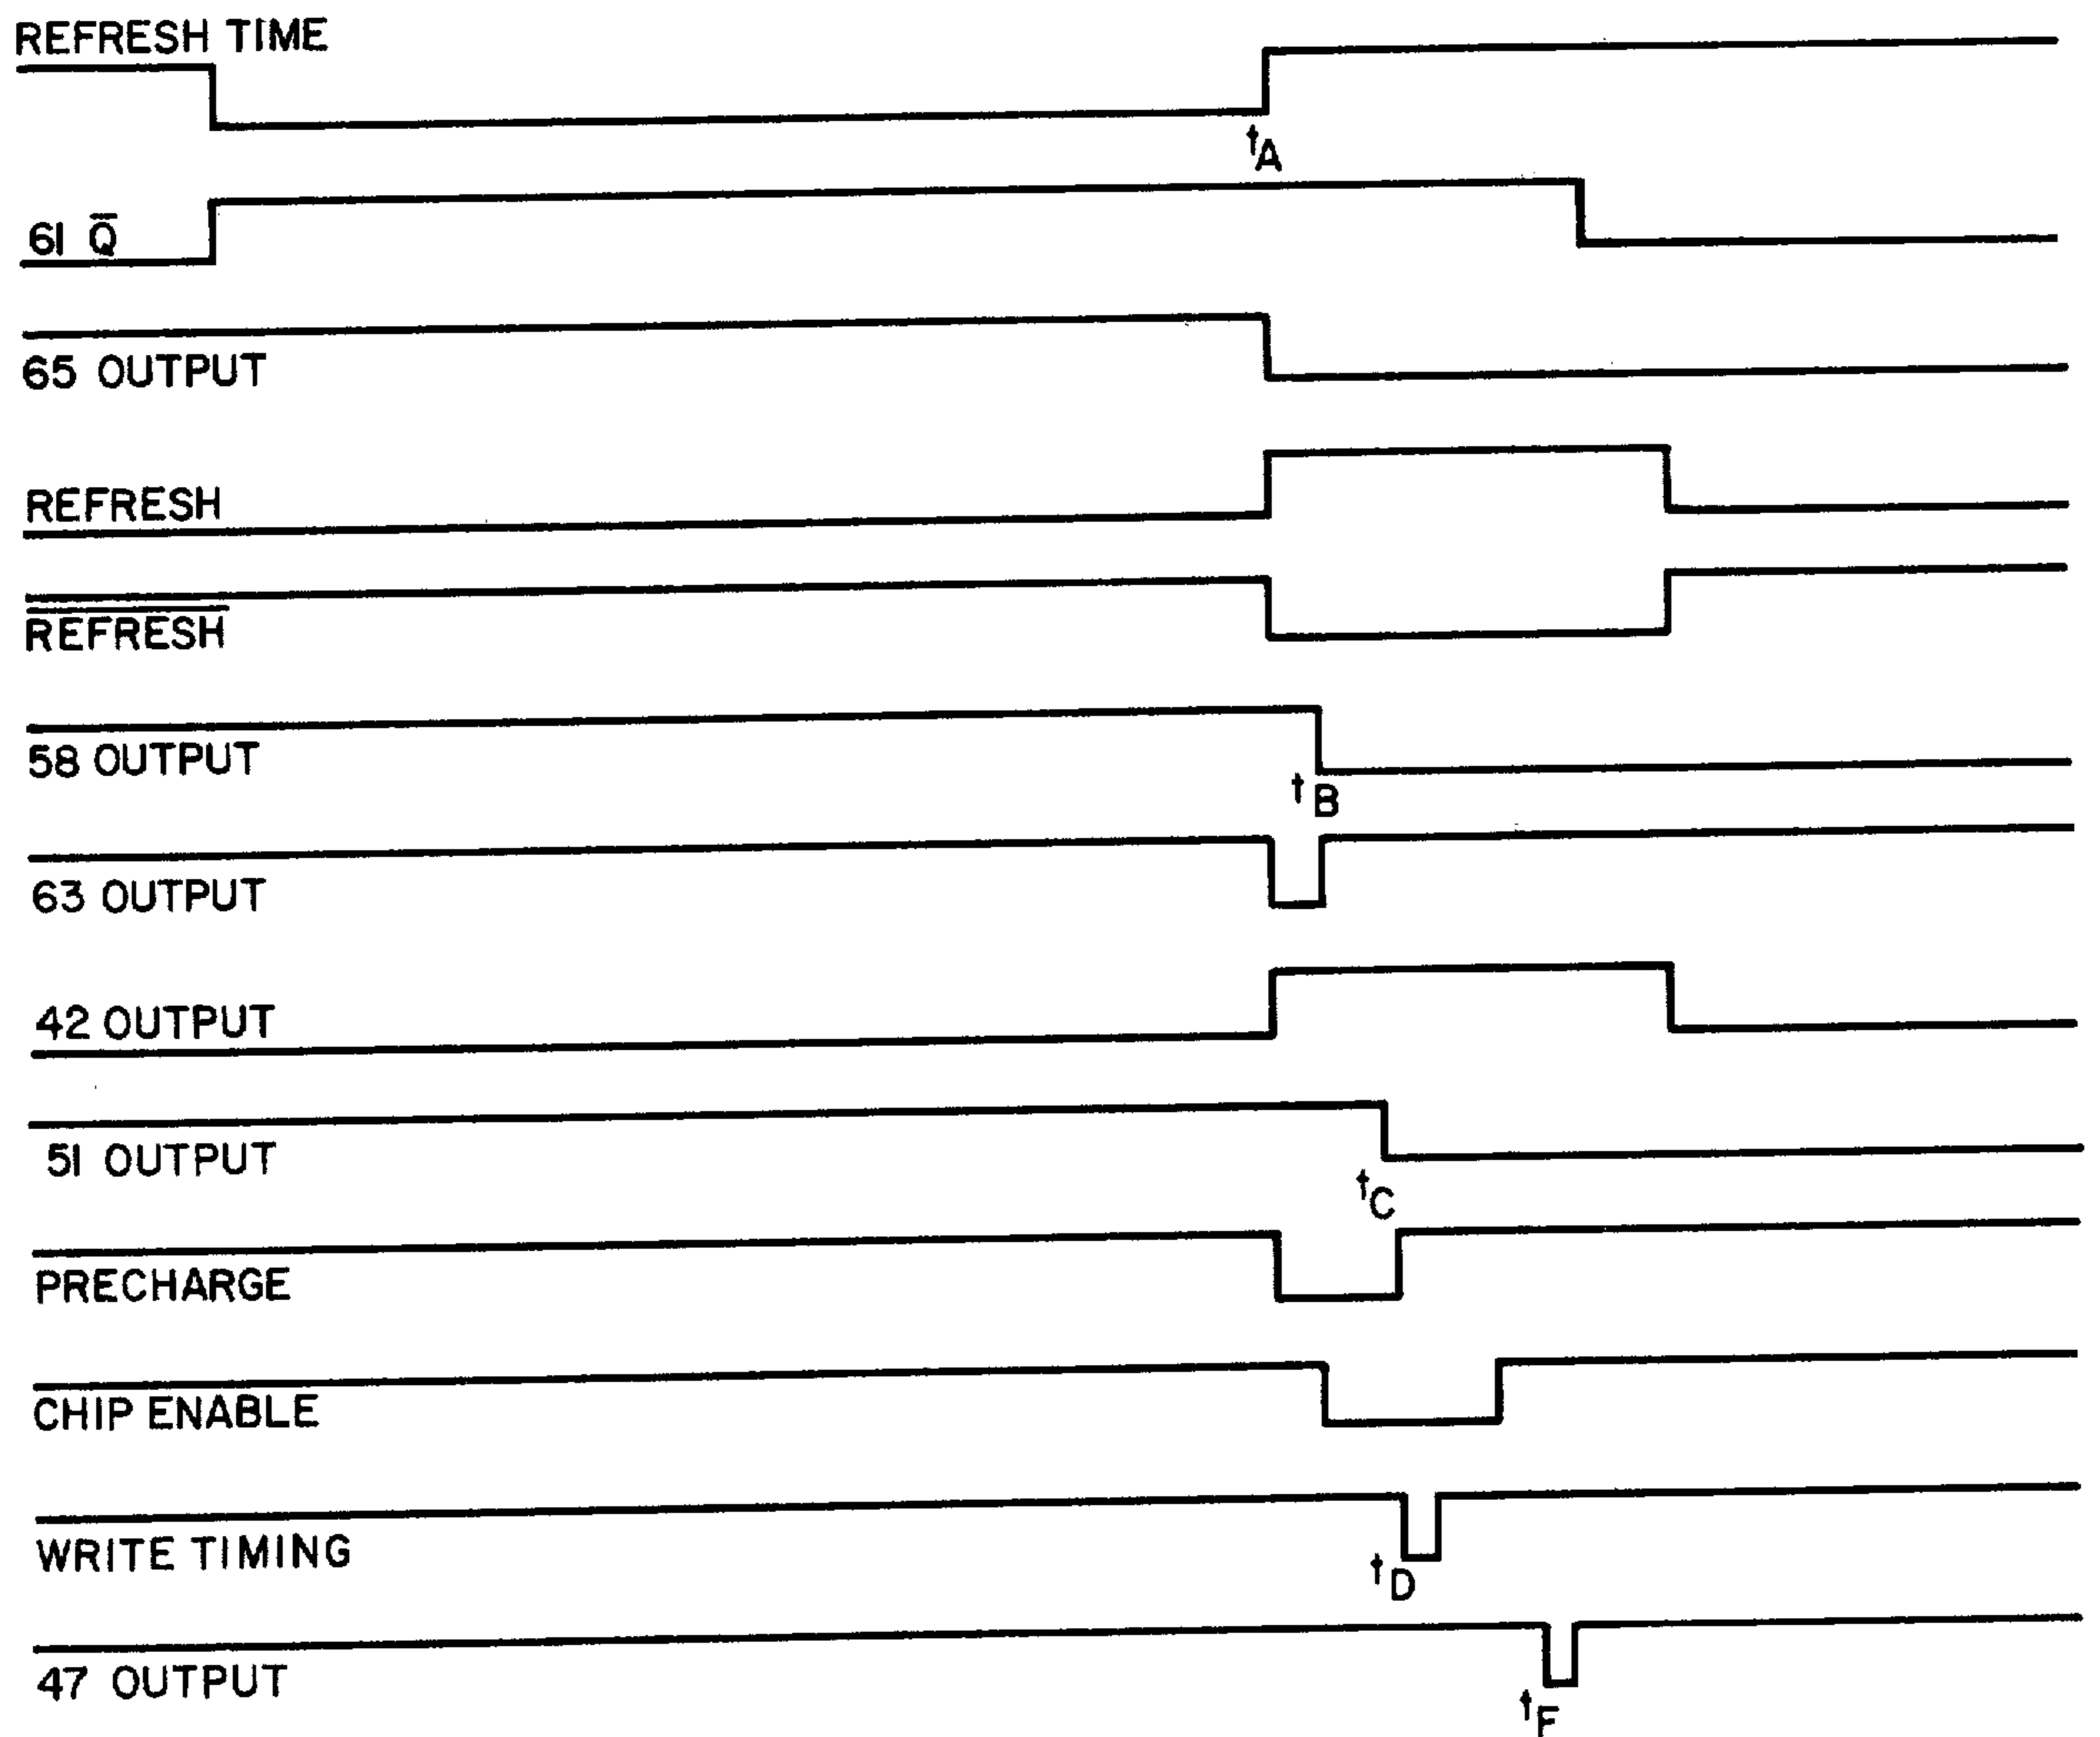 REFRESH TIME
tA
61 Q̅
65 OUTPUT
REFRESH
R̅E̅F̅R̅E̅S̅H̅
58 OUTPUT
tB
63 OUTPUT
42 OUTPUT
51 OUTPUT
tC
PRECHARGE
CHIP ENABLE
WRITE TIMING
tD
47 OUTPUT
tF